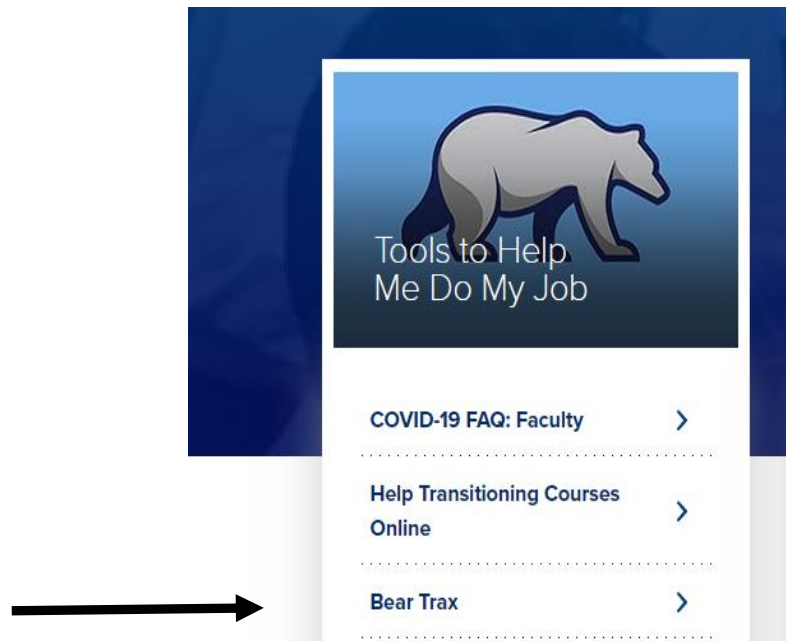 Tools to Help
Me Do My Job
COVID-19 FAQ: Faculty
Help Transitioning Courses
Online
Bear Trax